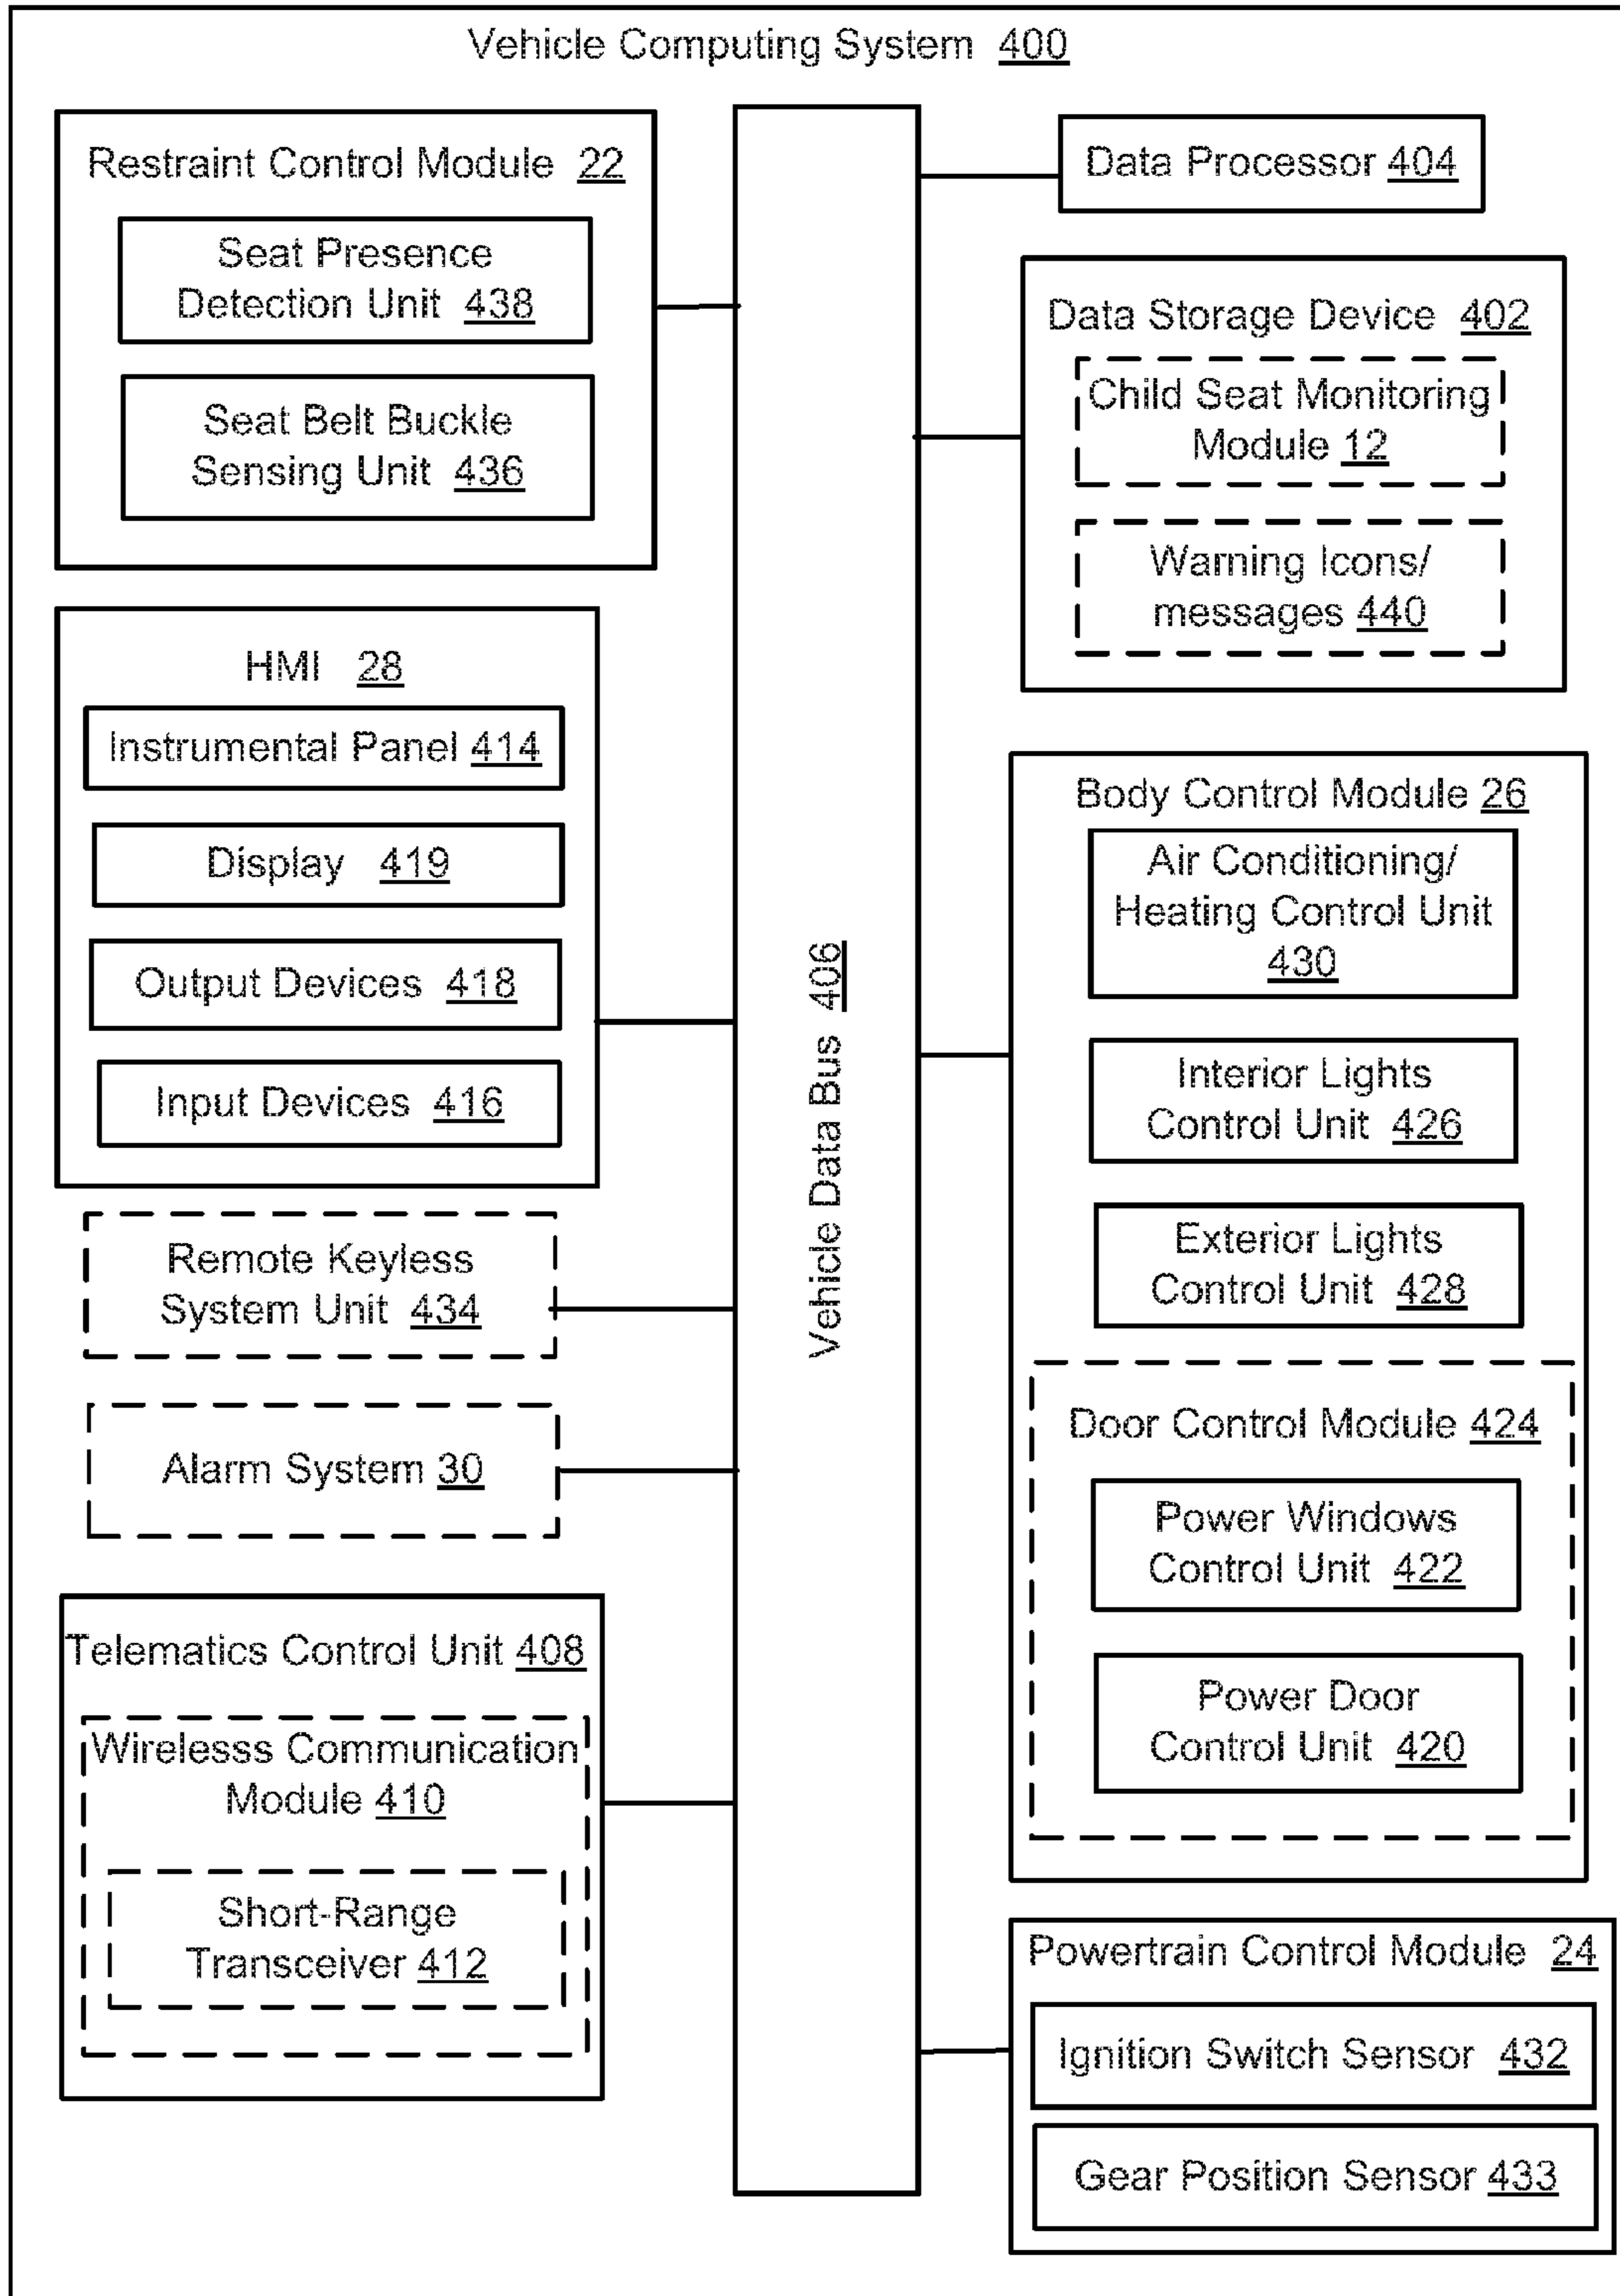 Vehicle Computing System 400
Restraint Control Module 22
Seat Presence
Detection Unit 438
Seat Belt Buckle
Sensing Unit 436
HMI 28
Instrumental Panel 414
Display 419
Output Devices 418
Input Devices 416
Remote Keyless
System Unit 434
Alarm System 30
Telematics Control Unit 408
Wirelesss Communication
Module 410
Short-Range
Transceiver 412
Vehicle Data Bus 406
Data Processor 404
Data Storage Device 402
Child Seat Monitoring
Module 12
Warning Icons/
messages 440
Body Control Module 26
Air Conditioning/
Heating Control Unit
430
Interior Lights
Control Unit 426
Exterior Lights
Control Unit 428
Door Control Module 424
Power Windows
Control Unit 422
Power Door
Control Unit 420
Powertrain Control Module 24
Ignition Switch Sensor 432
Gear Position Sensor 433